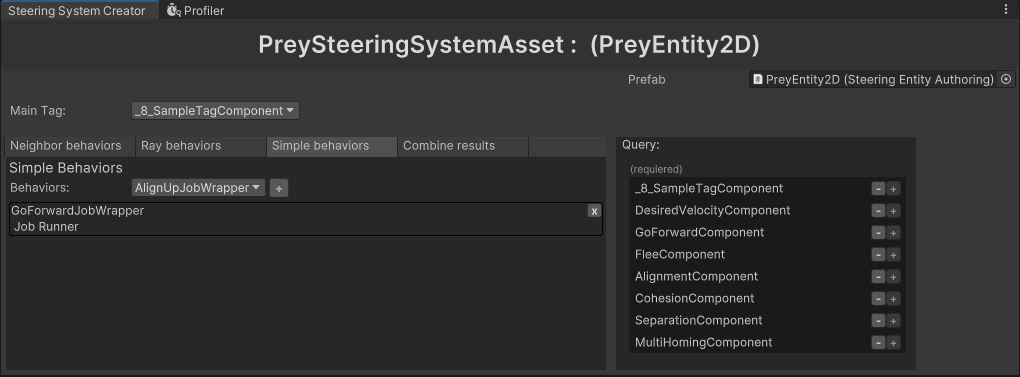 Steering System Creator
Profiler
PreySteeringSystemAsset : (PreyEntity2D)
Prefab
PreyEntity2D (Steering Entity Authoring)
Main Tag:
_8_SampleTagComponent
Neighbor behaviors
Ray behaviors
Simple behaviors
Combine results
Simple Behaviors
Behaviors:
AlignUpJobWrapper
+
GoForwardJobWrapper
x
Job Runner
Query:
(requiered)
_8_SampleTagComponent - +
DesiredVelocityComponent - +
GoForwardComponent - +
FleeComponent - +
AlignmentComponent - +
CohesionComponent - +
SeparationComponent - +
MultiHomingComponent - +